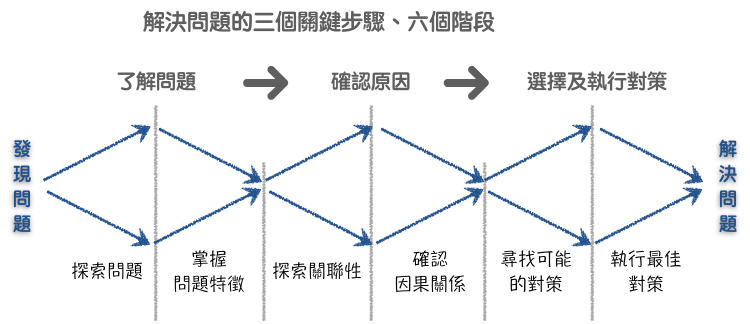 解決問題的三個關鍵步驟、六個階段
了解問題
確認原因
選擇及執行對策
發現問題
解決問題
探索問題
掌握
問題特徵
探索關聯性
確認
因果關係
尋找可能
的對策
執行最佳
對策